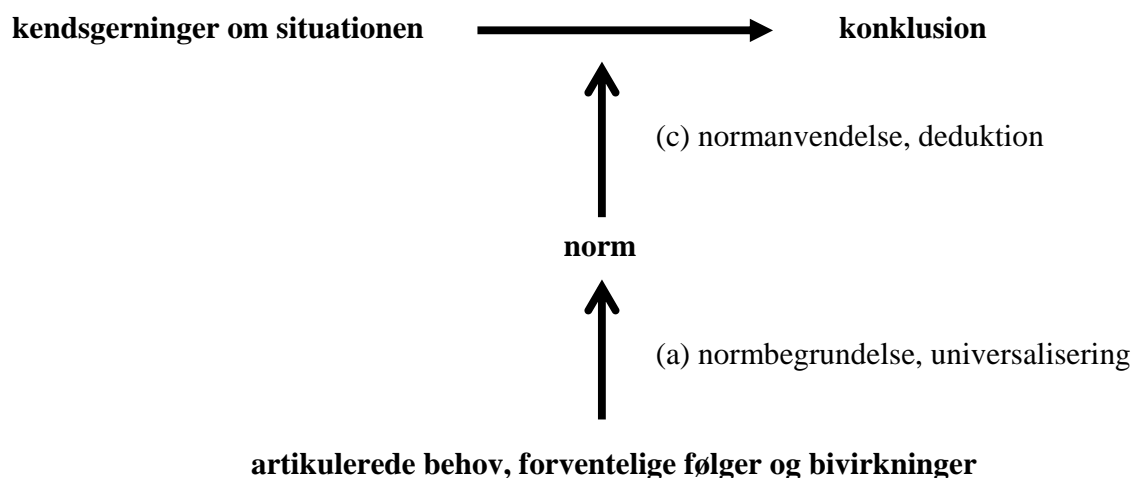 kendsgerninger om situationen konklusion
(c) normanvendelse, deduktion
norm
(a) normbegrundelse, universalisering
artikulerede behov, forventelige følger og bivirkninger